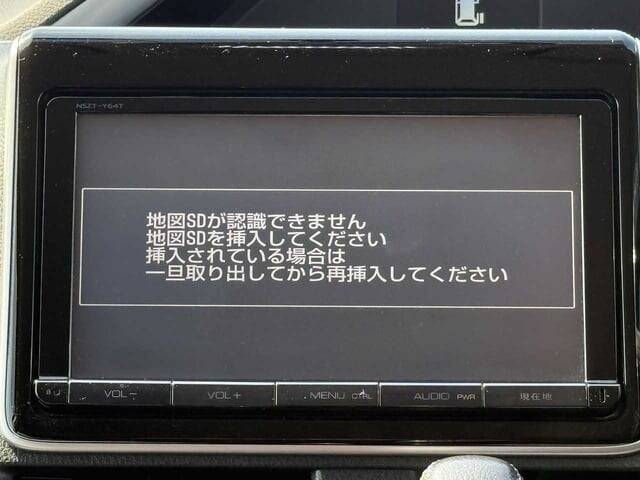 NSZT-Y64T
地図SDが認識できません
地図SDを挿入してください
挿入されている場合は
一旦取り出してから再挿入してください
VOL－ VOL＋ MENU CTRL AUDIO PWR 現在地